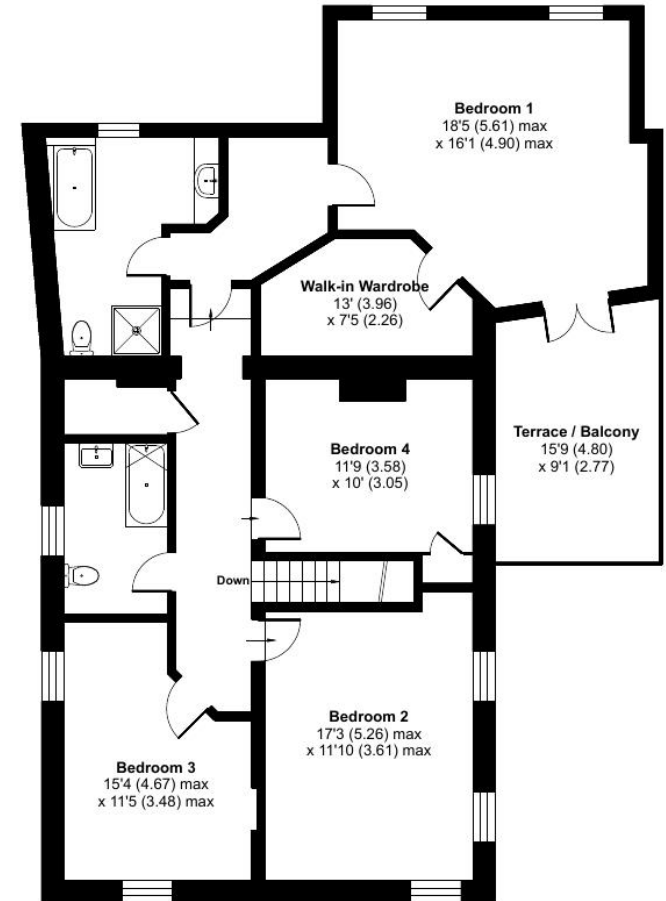 Bedroom 1
18'5 (5.61) max
x 16'1 (4.90) max
Walk-in Wardrobe
13' (3.96)
x 7'5 (2.26)
Terrace / Balcony
15'9 (4.80)
x 9'1 (2.77)
Bedroom 4
11'9 (3.58)
x 10' (3.05)
Down
Bedroom 2
17'3 (5.26) max
x 11'10 (3.61) max
Bedroom 3
15'4 (4.67) max
x 11'5 (3.48) max